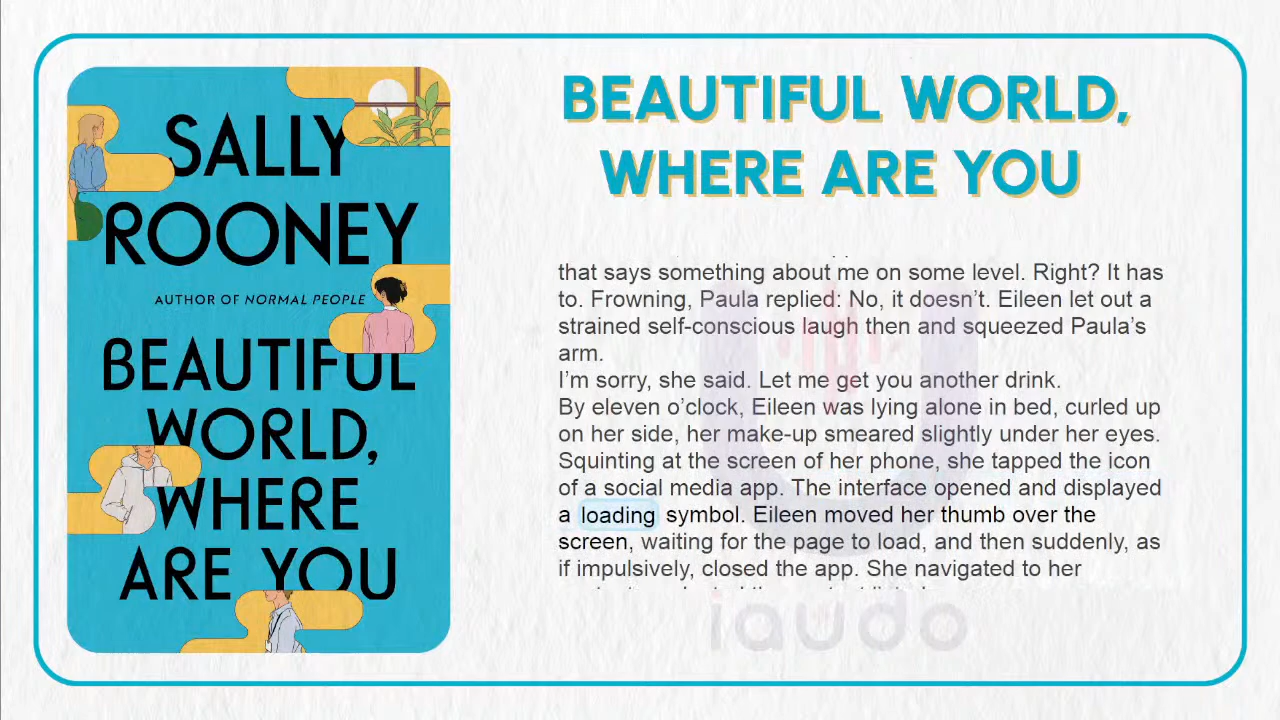 SALLY
ROONEY
AUTHOR OF NORMAL PEOPLE
BEAUTIFUL
WORLD,
WHERE
ARE YOU
BEAUTIFUL WORLD,
WHERE ARE YOU
that says something about me on some level. Right? It has
to. Frowning, Paula replied: No, it doesn’t. Eileen let out a
strained self-conscious laugh then and squeezed Paula’s
arm.
I’m sorry, she said. Let me get you another drink.
By eleven o’clock, Eileen was lying alone in bed, curled up
on her side, her make-up smeared slightly under her eyes.
Squinting at the screen of her phone, she tapped the icon
of a social media app. The interface opened and displayed
a loading symbol. Eileen moved her thumb over the
screen, waiting for the page to load, and then suddenly, as
if impulsively, closed the app. She navigated to her
iaudo